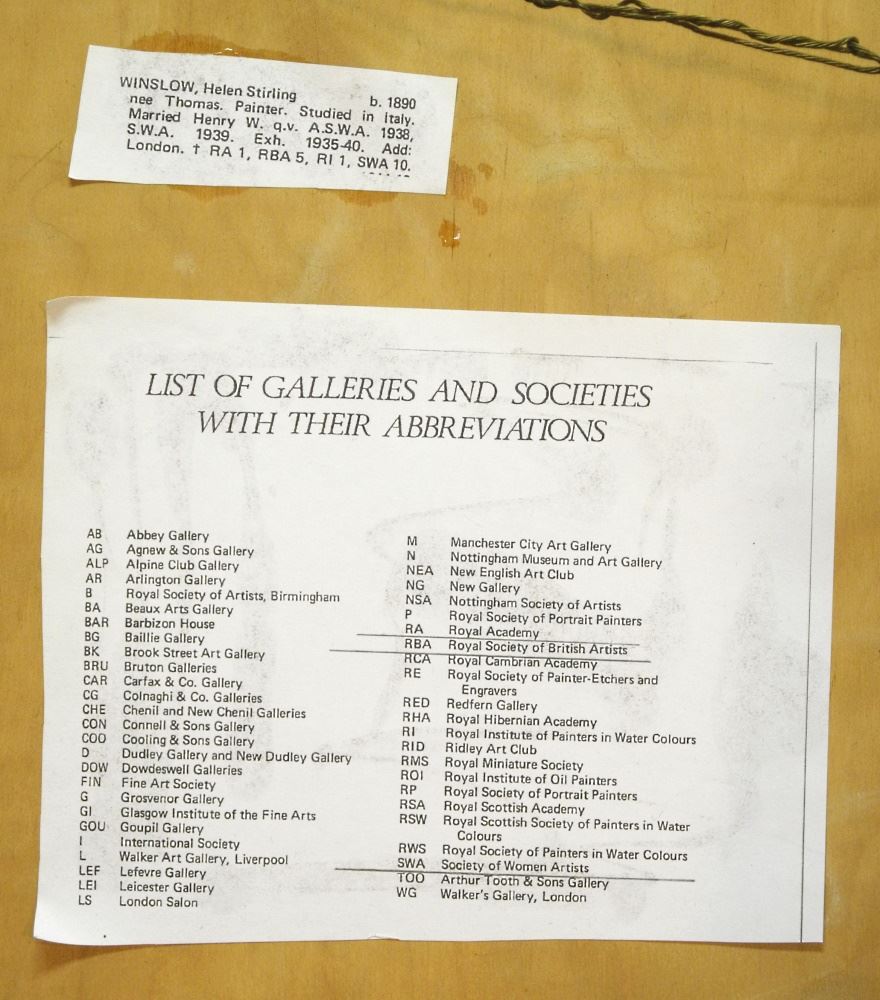 WINSLOW, Helen Stirling b. 1890
nee Thomas. Painter. Studied in Italy.
Married Henry W. q.v. A.S.W.A. 1938,
S.W.A. 1939. Exh. 1935-40. Add:
London. † RA 1, RBA 5, RI 1, SWA 10.
LIST OF GALLERIES AND SOCIETIES
WITH THEIR ABBREVIATIONS
AB Abbey Gallery
AG Agnew & Sons Gallery
ALP Alpine Club Gallery
AR Arlington Gallery
B Royal Society of Artists, Birmingham
BA Beaux Arts Gallery
BAR Barbizon House
BG Baillie Gallery
BK Brook Street Art Gallery
BRU Bruton Galleries
CAR Carfax & Co. Gallery
CG Colnaghi & Co. Galleries
CHE Chenil and New Chenil Galleries
CON Connell & Sons Gallery
COO Cooling & Sons Gallery
D Dudley Gallery and New Dudley Gallery
DOW Dowdeswell Galleries
FIN Fine Art Society
G Grosvenor Gallery
GI Glasgow Institute of the Fine Arts
GOU Goupil Gallery
I International Society
L Walker Art Gallery, Liverpool
LEF Lefevre Gallery
LEI Leicester Gallery
LS London Salon
M Manchester City Art Gallery
N Nottingham Museum and Art Gallery
NEA New English Art Club
NG New Gallery
NSA Nottingham Society of Artists
P Royal Society of Portrait Painters
RA Royal Academy
RBA Royal Society of British Artists
RCA Royal Cambrian Academy
RE Royal Society of Painter-Etchers and
Engravers
RED Redfern Gallery
RHA Royal Hibernian Academy
RI Royal Institute of Painters in Water Colours
RID Ridley Art Club
RMS Royal Miniature Society
ROI Royal Institute of Oil Painters
RP Royal Society of Portrait Painters
RSA Royal Scottish Academy
RSW Royal Scottish Society of Painters in Water
Colours
RWS Royal Society of Painters in Water Colours
SWA Society of Women Artists
TOO Arthur Tooth & Sons Gallery
WG Walker's Gallery, London